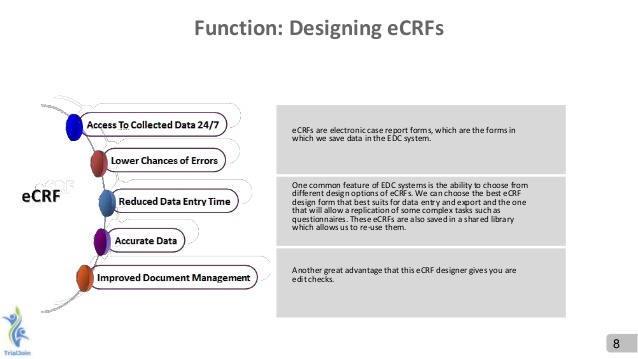 Function: Designing eCRFs
eCRF
Access To Collected Data 24/7
Lower Chances of Errors
Reduced Data Entry Time
Accurate Data
Improved Document Management
eCRFs are electronic case report forms, which are the forms in
which we save data in the EDC system.
One common feature of EDC systems is the ability to choose from
different design options of eCRFs. We can choose the best eCRF
design form that best suits for data entry and export and the one
that will allow a replication of some complex tasks such as
questionnaires. These eCRFs are also saved in a shared library
which allows us to re-use them.
Another great advantage that this eCRF designer gives you are
edit checks.
TrialJoin
8